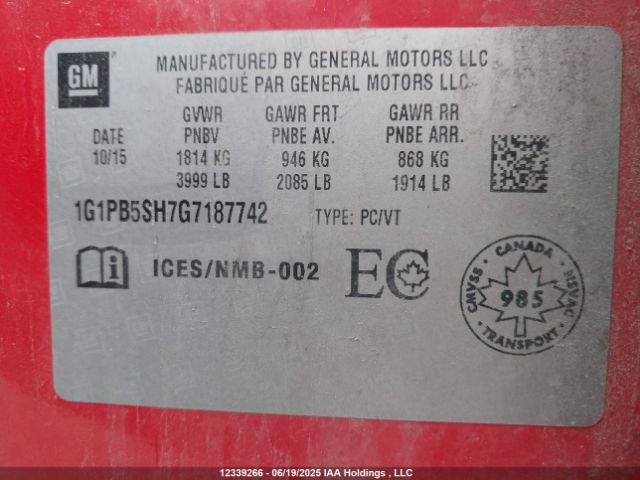 GM
MANUFACTURED BY GENERAL MOTORS LLC
FABRIQUÉ PAR GENERAL MOTORS LLC
GVWR GAWR FRT GAWR RR
DATE PNBV PNBE AV. PNBE ARR.
10/15 1814 KG 946 KG 868 KG
3999 LB 2085 LB 1914 LB
1G1PB5SH7G7187742 TYPE: PC/VT
i ICES/NMB-002 EC
CANADA
CMVSS 985 NSVAC
TRANSPORT
12339266 - 06/19/2025 IAA Holdings , LLC